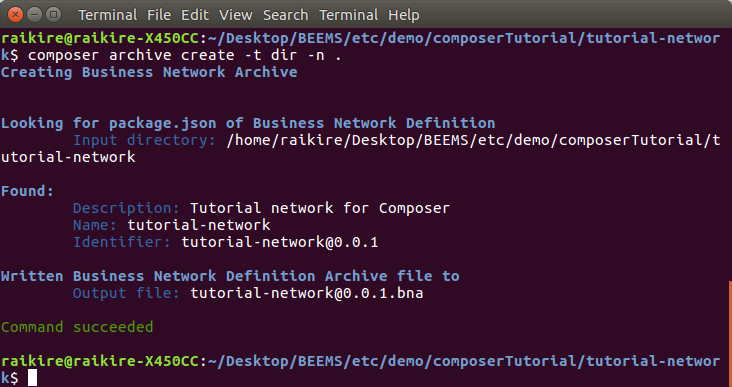 Terminal File Edit View Search Terminal Help
raikire@raikire-X450CC:~/Desktop/BEEMS/etc/demo/composerTutorial/tutorial-networ
k$ composer archive create -t dir -n .
Creating Business Network Archive
Looking for package.json of Business Network Definition
Input directory: /home/raikire/Desktop/BEEMS/etc/demo/composerTutorial/t
utorial-network
Found:
Description: Tutorial network for Composer
Name: tutorial-network
Identifier: tutorial-network@0.0.1
Written Business Network Definition Archive file to
Output file: tutorial-network@0.0.1.bna
Command succeeded
raikire@raikire-X450CC:~/Desktop/BEEMS/etc/demo/composerTutorial/tutorial-networ
k$